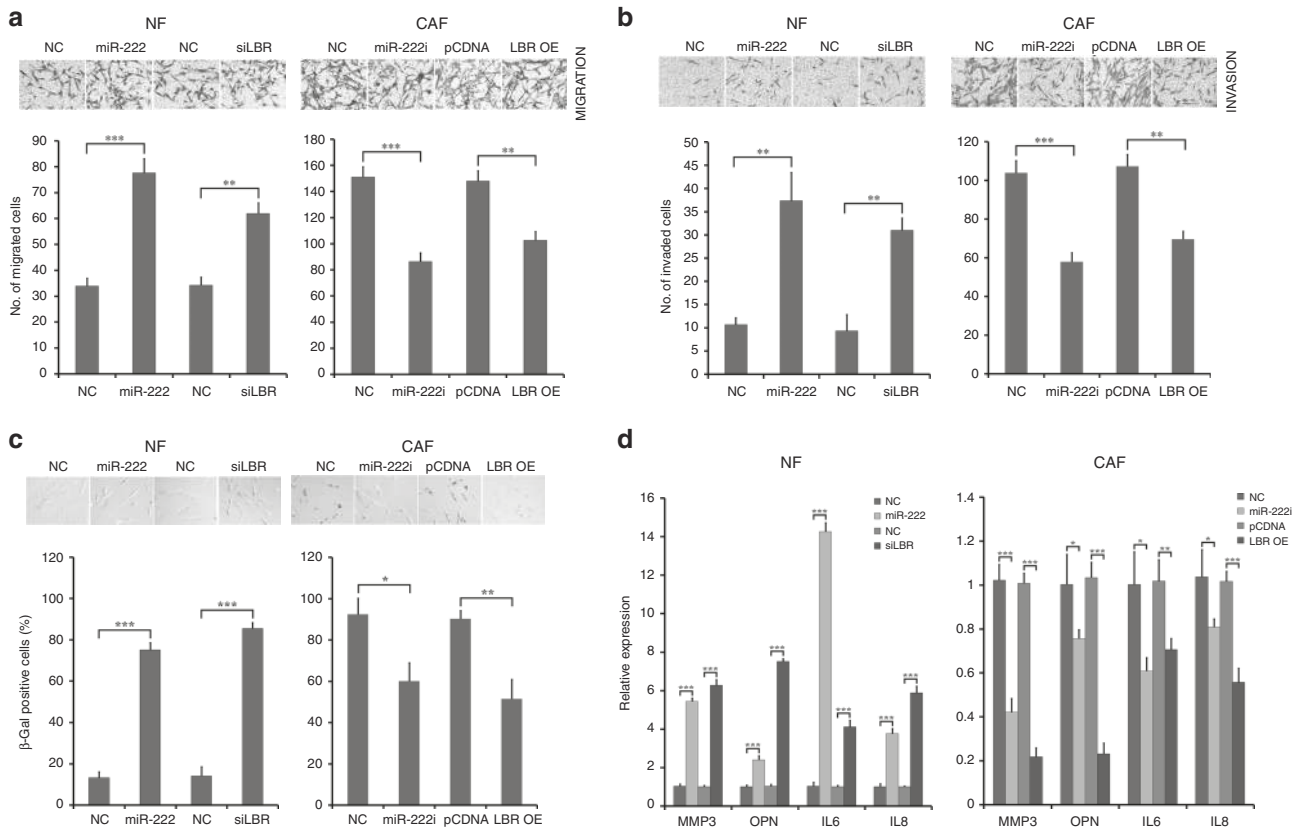 a
NF
CAF
NC miR-222 NC siLBR
NC miR-222i pCDNA LBR OE
MIGRATION
No. of migrated cells
90
80
70
60
50
40
30
20
10
0
*** **
NC miR-222 NC siLBR
180
160
140
120
100
80
60
40
20
0
*** **
NC miR-222i pCDNA LBR OE
b
NF
CAF
NC miR-222 NC siLBR
NC miR-222i pCDNA LBR OE
INVASION
No. of invaded cells
50
45
40
35
30
25
20
15
10
5
0
** **
NC miR-222 NC siLBR
120
100
80
60
40
20
0
*** **
NC miR-222i pCDNA LBR OE
c
NF
CAF
NC miR-222 NC siLBR
NC miR-222i pCDNA LBR OE
β-Gal positive cells (%)
120
100
80
60
40
20
0
*** ***
NC miR-222 NC siLBR
120
100
80
60
40
20
0
* **
NC miR-222i pCDNA LBR OE
d
NF
CAF
Relative expression
16
14
12
10
8
6
4
2
0
NC
miR-222
NC
siLBR
*** *** *** *** *** *** *** ***
MMP3 OPN IL6 IL8
1.4
1.2
1
0.8
0.6
0.4
0.2
0
NC
miR-222i
pCDNA
LBR OE
*** *** * *** * ** * ***
MMP3 OPN IL6 IL8